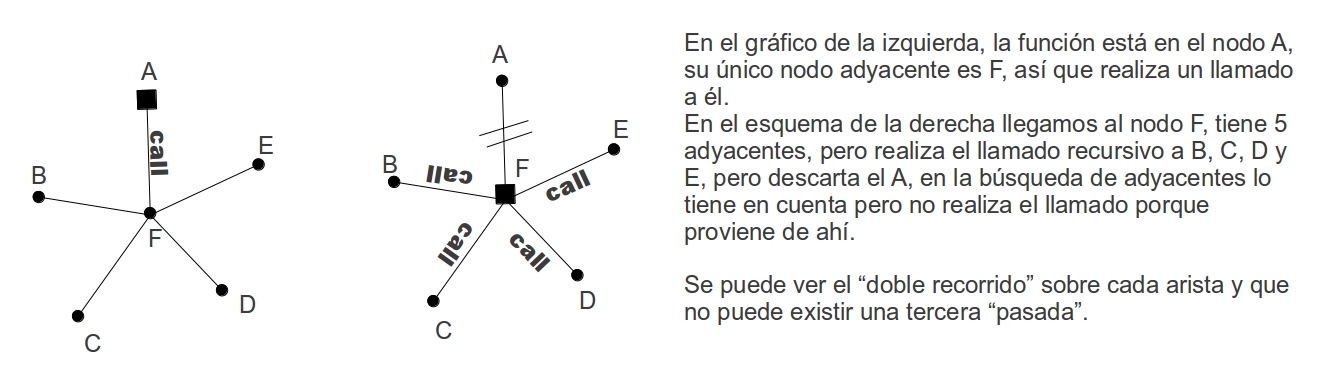 A
call
E
B
F
D
C
A
E
B
call
F
call
call
call
D
C
En el gráfico de la izquierda, la función está en el nodo A,
su único nodo adyacente es F, así que realiza un llamado
a él.
En el esquema de la derecha llegamos al nodo F, tiene 5
adyacentes, pero realiza el llamado recursivo a B, C, D y
E, pero descarta el A, en la búsqueda de adyacentes lo
tiene en cuenta pero no realiza el llamado porque
proviene de ahí.
Se puede ver el “doble recorrido” sobre cada arista y que
no puede existir una tercera “pasada”.